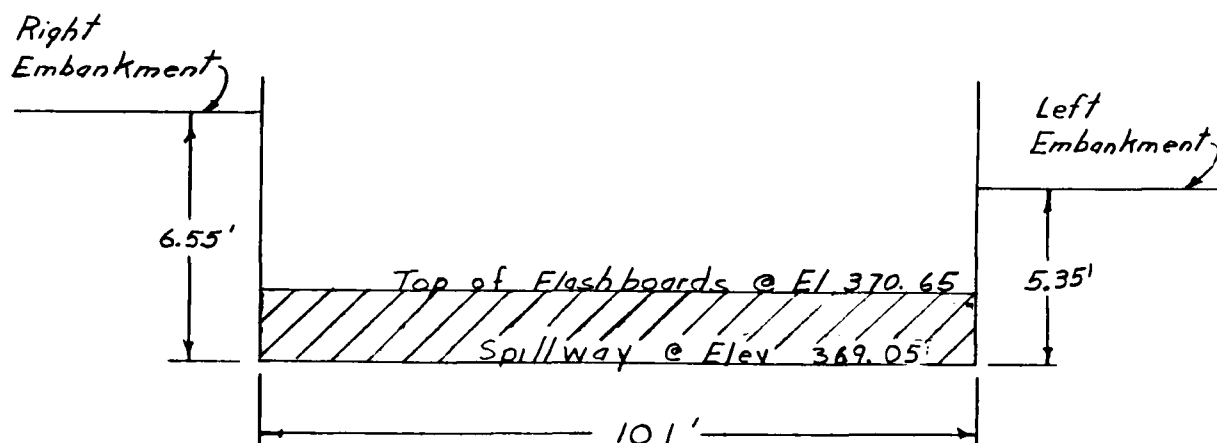 Right
Embankment
Left
Embankment
6.55'
5.35'
Top of Flashboards @ El 370.65
Spillway @ Elev 369.05
101'